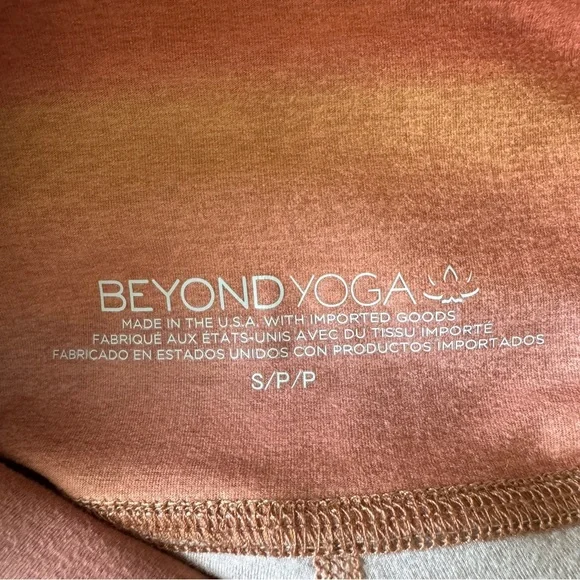 BEYOND YOGA
MADE IN THE U.S.A. WITH IMPORTED GOODS
FABRIQUÉ AUX ÉTATS-UNIS AVEC DU TISSU IMPORTÉ
FABRICADO EN ESTADOS UNIDOS CON PRODUCTOS IMPORTADOS
S/P/P